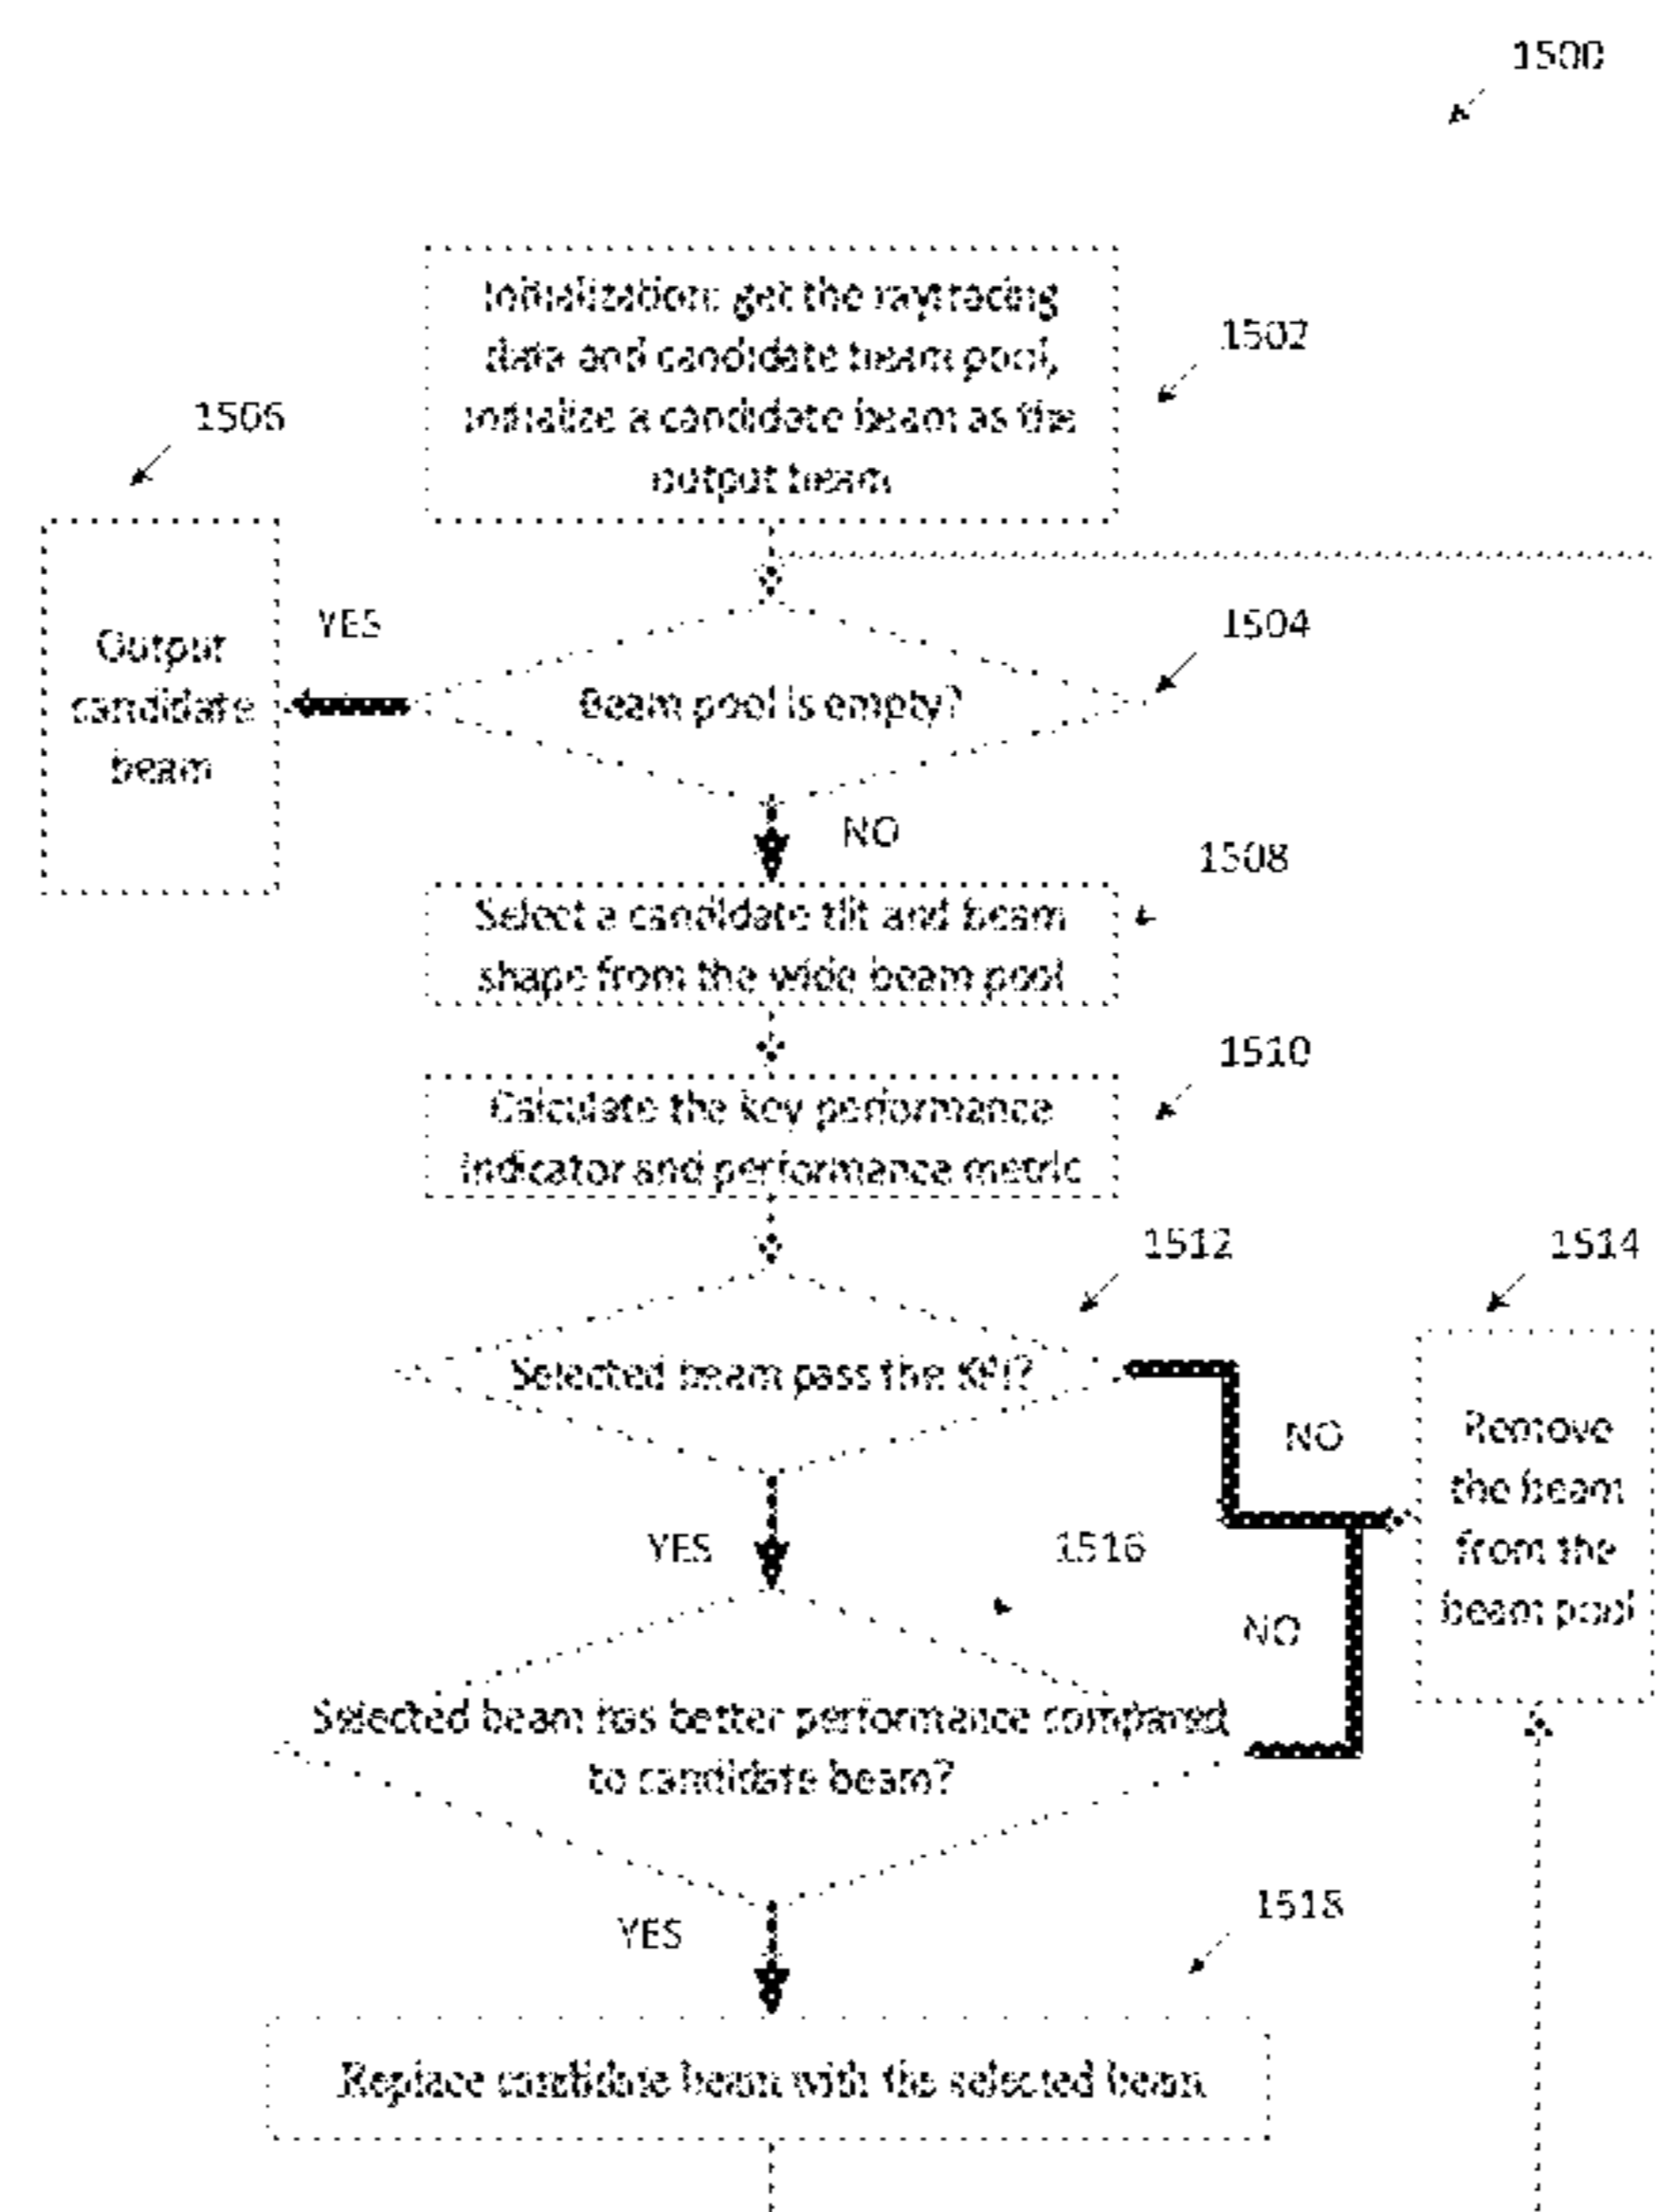 1500
Initialization: get the raytracing
data and candidate beam pool,
initialize a candidate beam as the
output beam
1502
1506
Output
candidate
beam
YES
Beam pool is empty?
1504
NO
1508
Select a candidate tilt and beam
shape from the wide beam pool
1510
Calculate the key performance
indicator and performance metric
1512
Selected beam pass the KPI?
NO
1514
Remove
the beam
from the
beam pool
YES
1516
Selected beam has better performance compared
to candidate beam?
NO
YES
1518
Replace candidate beam with the selected beam